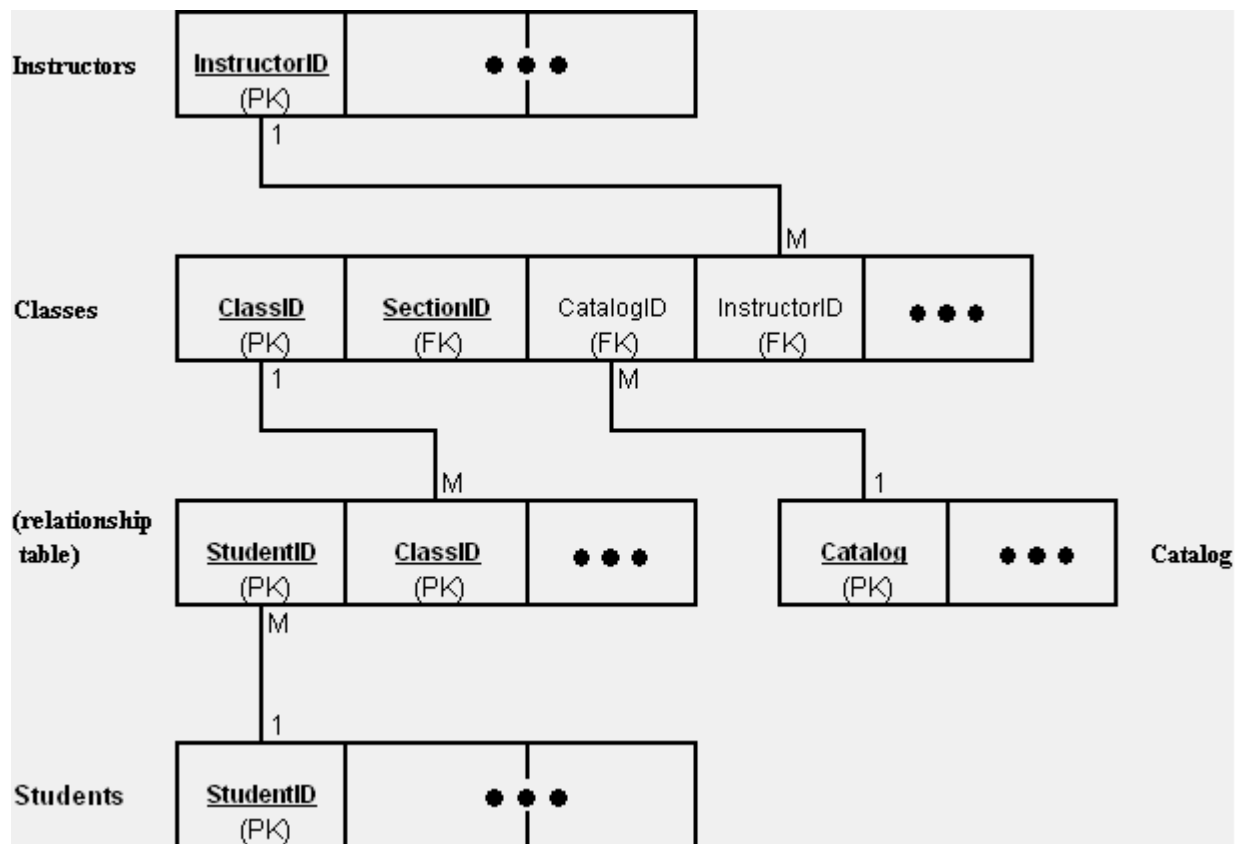 Instructors
InstructorID
(PK)
1
M
Classes
ClassID
(PK)
SectionID
(FK)
CatalogID
(FK)
InstructorID
(FK)
1
M
M
1
(relationship
table)
StudentID
(PK)
ClassID
(PK)
Catalog
(PK)
Catalog
M
1
Students
StudentID
(PK)